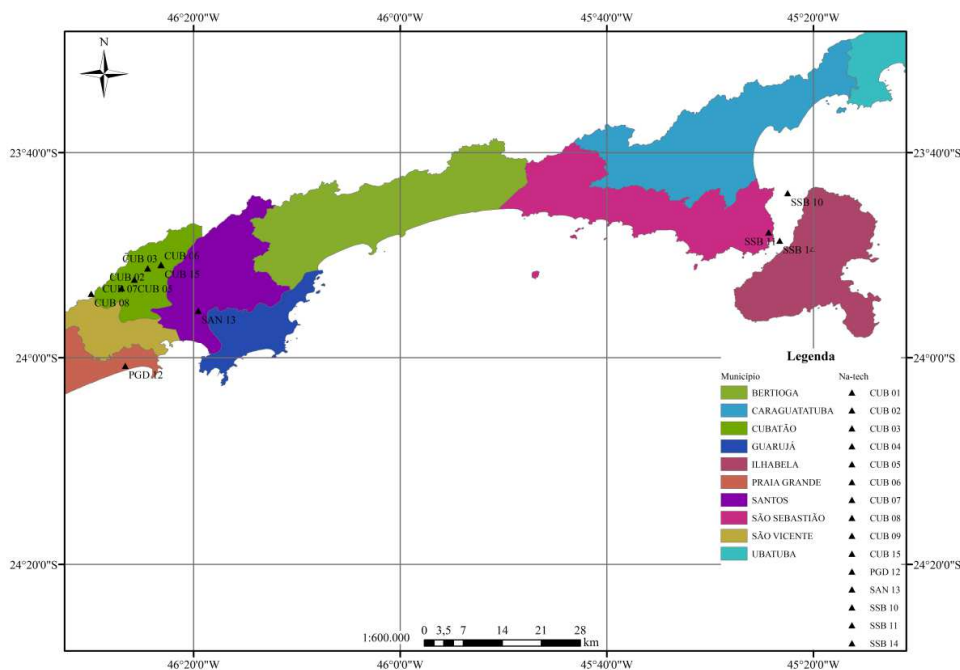 46°20'0"W 46°0'0"W 45°40'0"W 45°20'0"W
N
23°40'0"S 23°40'0"S
SSB 10
SSB 11
SSB 14
CUB 03 CUB 06
CUB 02 CUB 15
CUB 07CUB 05
CUB 08
SAN 13
24°0'0"S 24°0'0"S
PGD 12
Legenda
Município Na-tech
BERTIOGA CUB 01
CARAGUATATUBA CUB 02
CUBATÃO CUB 03
GUARUJÁ CUB 04
ILHABELA CUB 05
PRAIA GRANDE CUB 06
SANTOS CUB 07
SÃO SEBASTIÃO CUB 08
SÃO VICENTE CUB 09
UBATUBA CUB 15
PGD 12
SAN 13
SSB 10
SSB 11
SSB 14
24°20'0"S 24°20'0"S
1:600.000 0 3,5 7 14 21 28
km
46°20'0"W 46°0'0"W 45°40'0"W 45°20'0"W